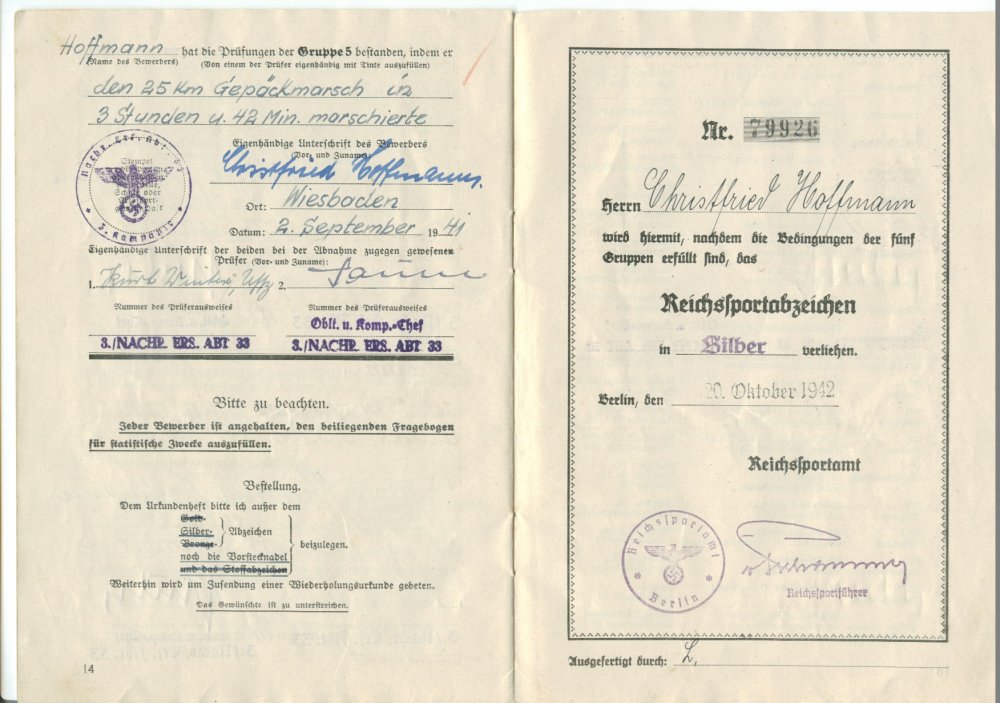 Hoffmann hat die Prüfungen der Gruppe 5 bestanden, indem er
(Name des Bewerbers) (Von einem der Prüfer eigenhändig mit Tinte auszufüllen)
den 25 Km Gepäckmarsch in
3 Stunden u. 42 Min. marschierte
Eigenhändige Unterschrift des Bewerbers
(Vor- und Zuname):
Christfried Hoffmann.
Stempel
3. Kompanie
Ort: Wiesbaden
Datum: 2. September 1941
Eigenhändige Unterschrift der beiden bei der Abnahme zugegen gewesenen
Prüfer (Vor- und Zuname):
1. Kurt Winter, Uffz 2.
Nummer des Prüferausweises Nummer des Prüferausweises
Oblt. u. Komp.-Chef
3./NACHR. ERS. ABT 33 3./NACHR. ERS. ABT 33
Bitte zu beachten.
Jeder Bewerber ist angehalten, den beiliegenden Fragebogen
für statistische Zwecke auszufüllen.
Bestellung.
Dem Urkundenheft bitte ich außer dem
Gold-
Silber- Abzeichen
Bronze-
noch die Vorstecknadel beizulegen.
und das Stoffabzeichen
Weiterhin wird um Zusendung einer Wiederholungsurkunde gebeten.
Das Gewünschte ist zu unterstreichen.
14
Nr. 79926
Herrn Christfried Hoffmann
wird hiermit, nachdem die Bedingungen der fünf
Gruppen erfüllt sind, das
Reichssportabzeichen
in Silber verliehen.
Berlin, den 20. Oktober 1942
Reichssportamt
Reichssportamt
Berlin
Reichssportführer
Ausgefertigt durch: L.